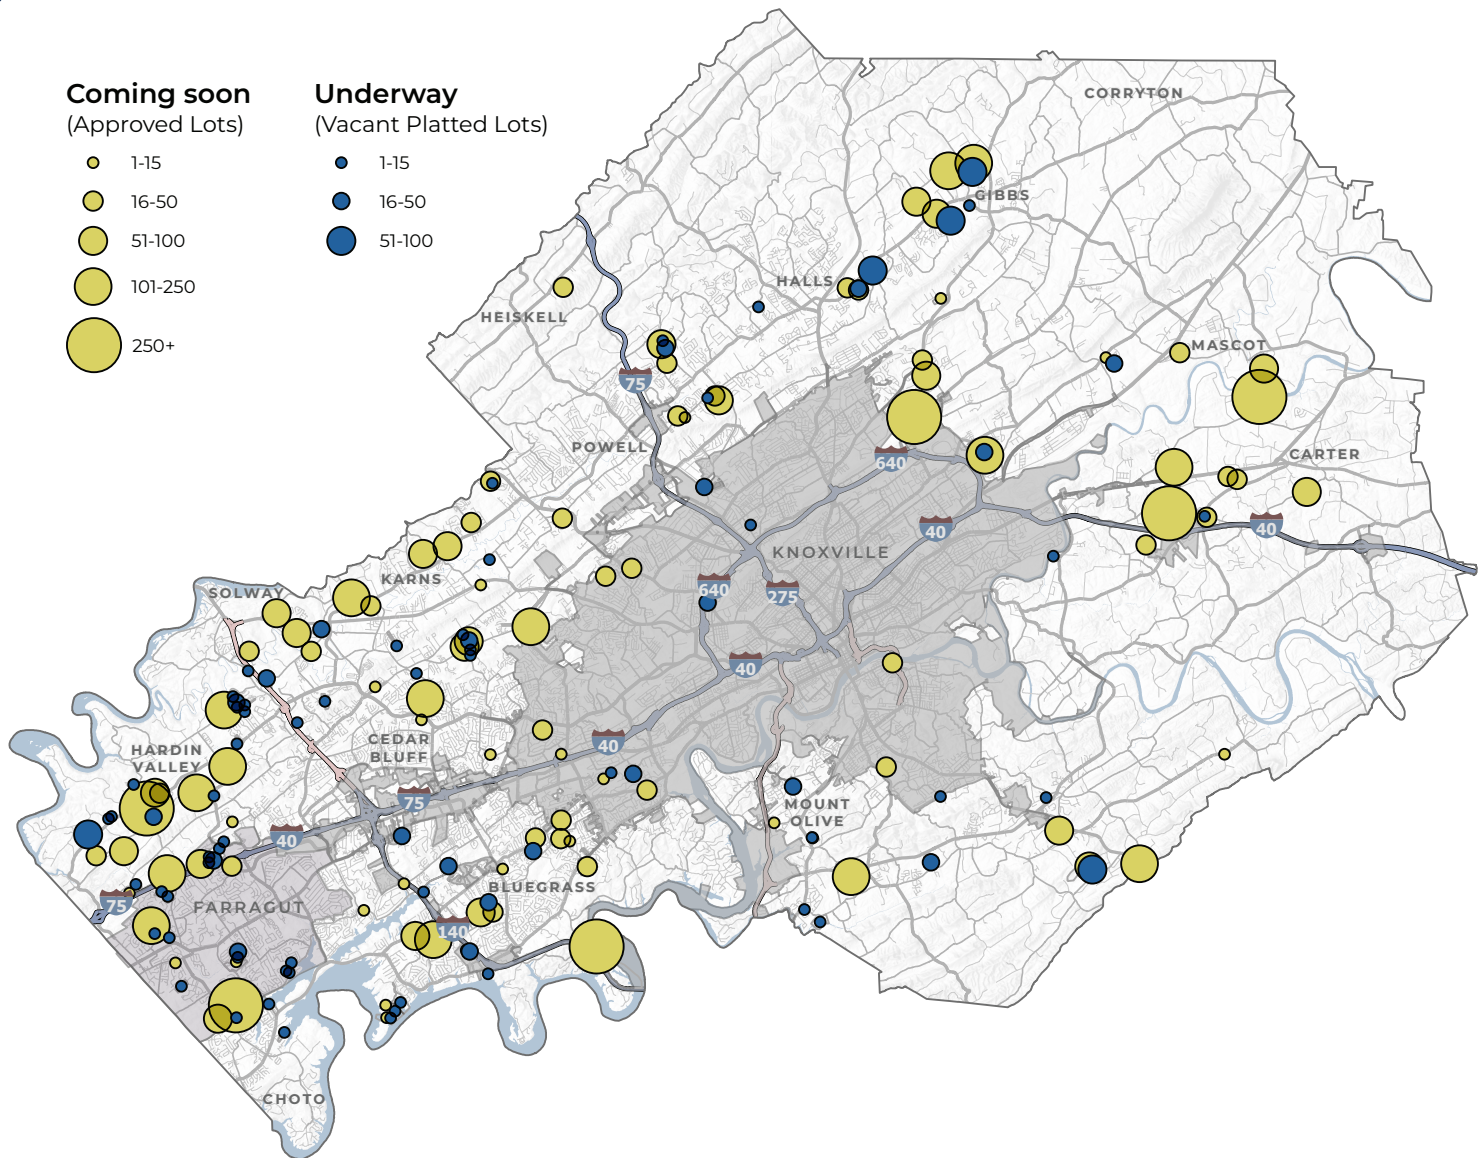 Coming soon
(Approved Lots)
1-15
16-50
51-100
101-250
250+
Underway
(Vacant Platted Lots)
1-15
16-50
51-100
CORRYTON
GIBBS
HALLS
HEISKELL
MASCOT
75
POWELL
640
CARTER
40
40
KNOXVILLE
KARNS
SOLWAY
640
275
40
HARDIN
VALLEY
CEDAR
BLUFF
40
75
MOUNT
OLIVE
40
BLUEGRASS
75
FARRAGUT
140
CHOTO